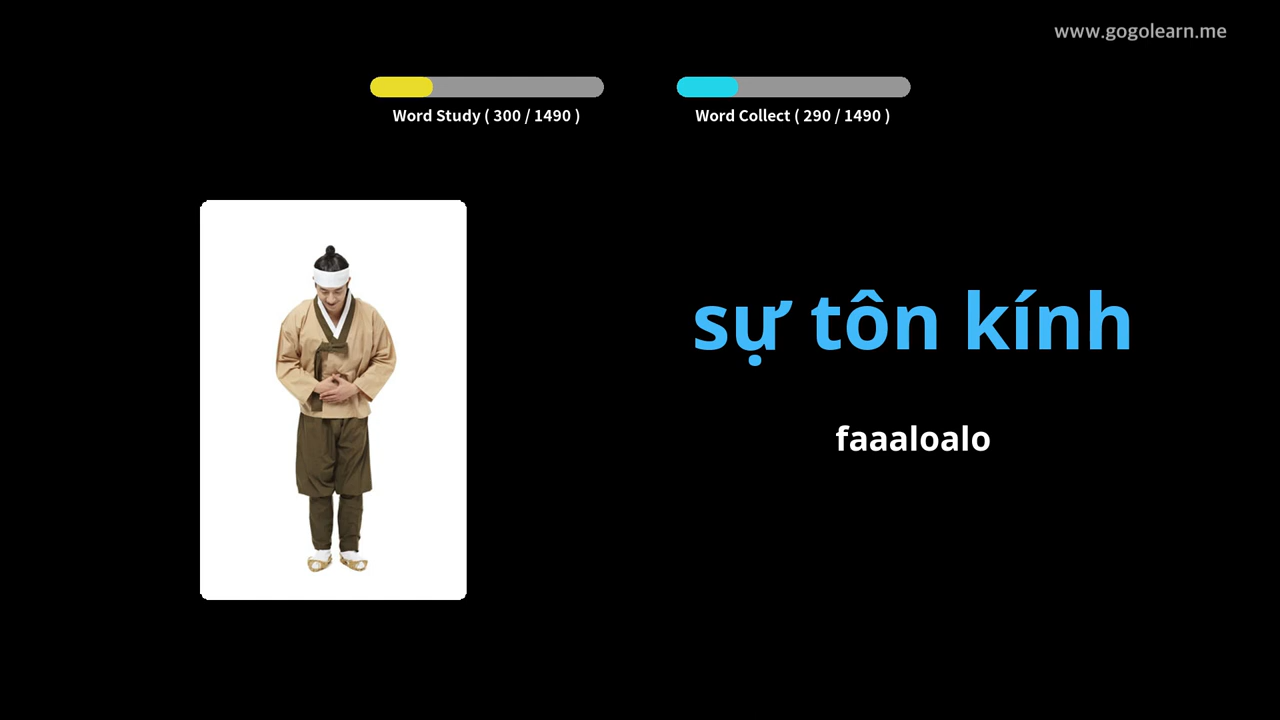 www.gogolearn.me
Word Study ( 300 / 1490 )
Word Collect ( 290 / 1490 )
sự tôn kính
faaaloalo